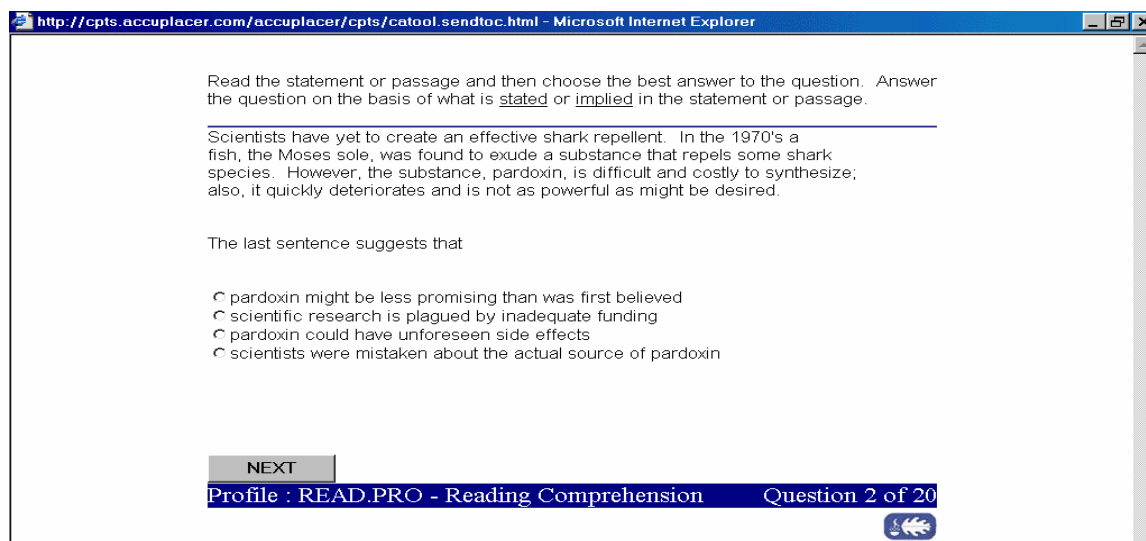 http://cpts.accuplacer.com/accuplacer/cpts/catool.sendtoc.html - Microsoft Internet Explorer
Read the statement or passage and then choose the best answer to the question. Answer
the question on the basis of what is stated or implied in the statement or passage.
Scientists have yet to create an effective shark repellent. In the 1970's a
fish, the Moses sole, was found to exude a substance that repels some shark
species. However, the substance, pardoxin, is difficult and costly to synthesize;
also, it quickly deteriorates and is not as powerful as might be desired.
The last sentence suggests that
pardoxin might be less promising than was first believed
scientific research is plagued by inadequate funding
pardoxin could have unforeseen side effects
scientists were mistaken about the actual source of pardoxin
NEXT
Profile : READ.PRO - Reading Comprehension Question 2 of 20